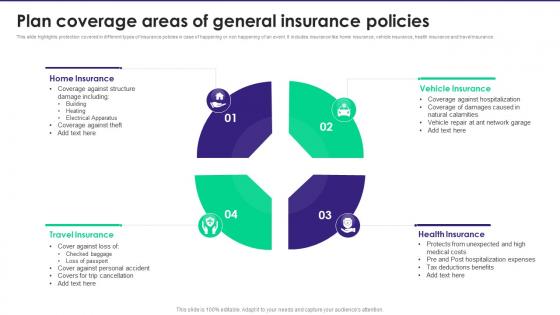 Plan coverage areas of general insurance policies
This slide highlights protection covered in different types of insurance policies in case of happening or non happening of an event. It includes insurance like home insurance, vehicle insurance, health insurance and travel insurance.
Home Insurance
• Coverage against structure
damage including:
• Building
• Heating
• Electrical Apparatus
• Coverage against theft
• Add text here
01
02
Vehicle Insurance
• Coverage against hospitalization
• Coverage of damages caused in
natural calamities
• Vehicle repair at ant network garage
• Add text here
Travel Insurance
• Cover against loss of:
• Checked baggage
• Loss of passport
• Cover against personal accident
• Covers for trip cancellation
• Add text here
04
03
Health Insurance
• Protects from unexpected and high
medical costs
• Pre and Post hospitalization expenses
• Tax deductions benefits
• Add text here
This slide is 100% editable. Adapt it to your needs and capture your audience's attention.